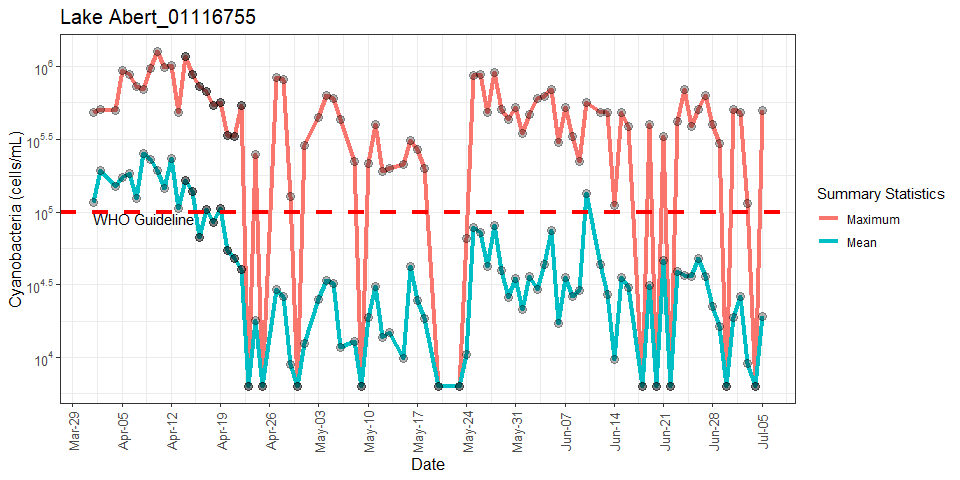 Lake Abert_01116755
Cyanobacteria (cells/mL)
10^6
10^5.5
10^5
10^4.5
10^4
WHO Guideline
Mar-29
Apr-05
Apr-12
Apr-19
Apr-26
May-03
May-10
May-17
May-24
May-31
Jun-07
Jun-14
Jun-21
Jun-28
Jul-05
Date
Summary Statistics
Maximum
Mean